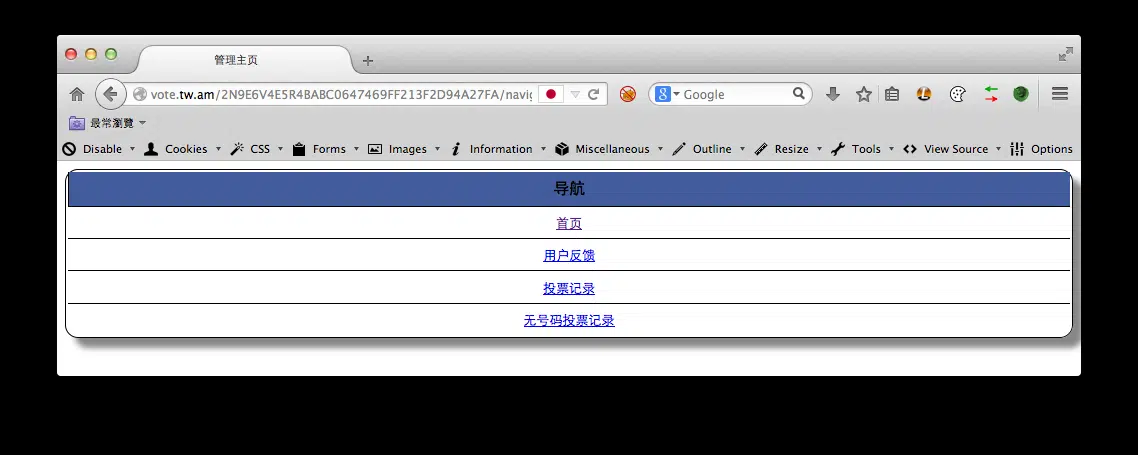 管理主页
vote.tw.am/2N9E6V4E5R48ABC0647469FF213F2D94A27FA/navig
Google
最常瀏覽
Disable Cookies CSS Forms Images Information Miscellaneous Outline Resize Tools View Source Options
导航
首页
用户反馈
投票记录
无号码投票记录